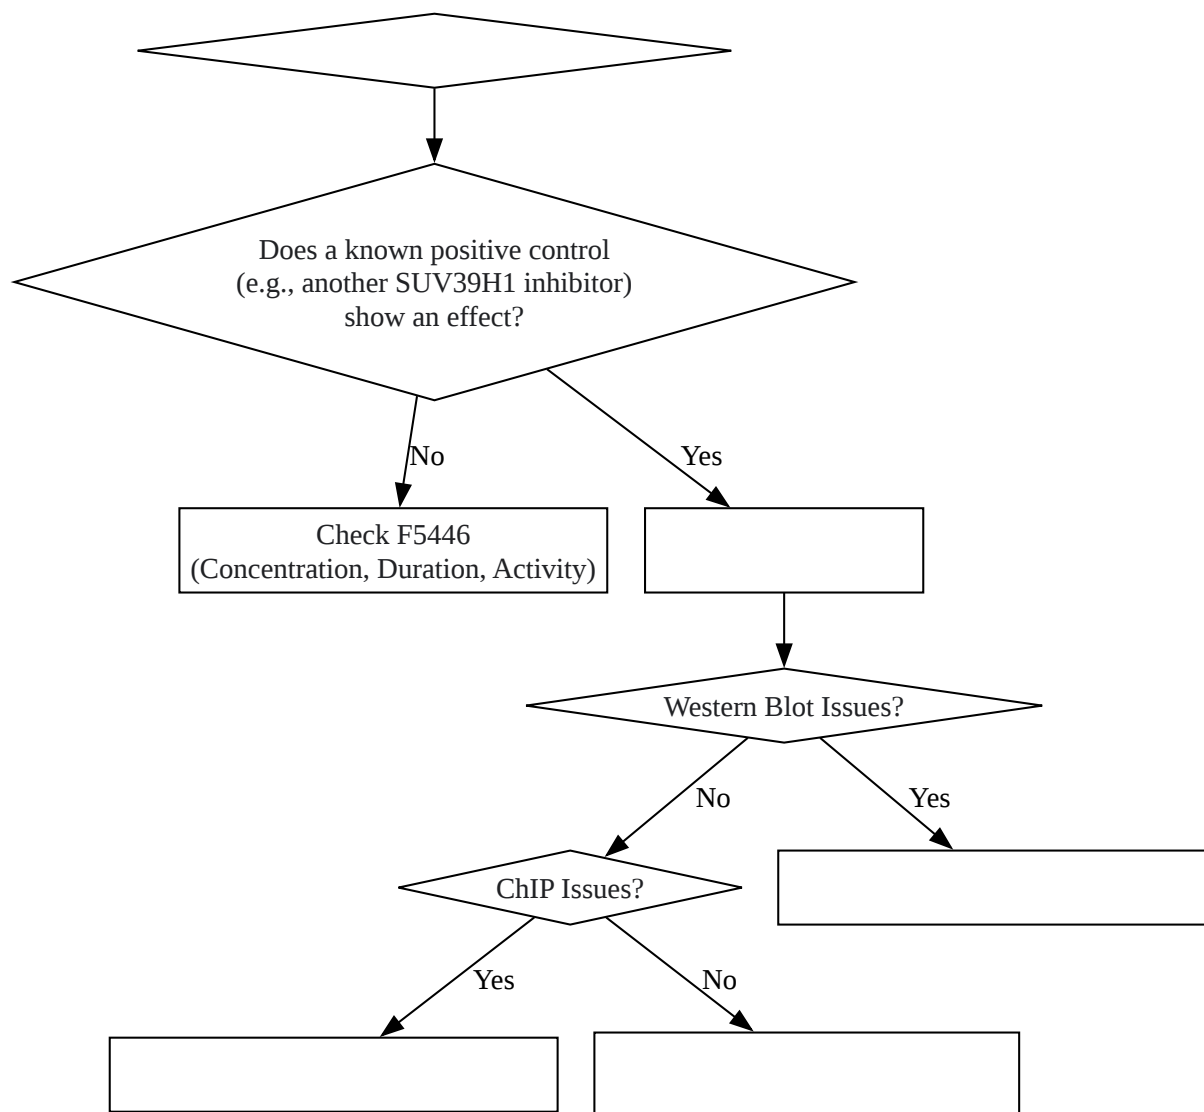 Does a known positive control
(e.g., another SUV39H1 inhibitor)
show an effect?
No
Yes
Check F5446
(Concentration, Duration, Activity)
Western Blot Issues?
No
Yes
ChIP Issues?
Yes
No